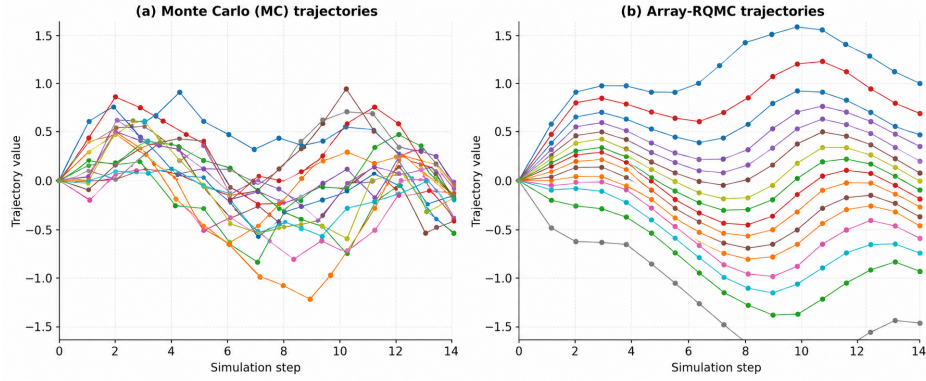 (a) Monte Carlo (MC) trajectories
1.5
1.0
0.5
0.0
−0.5
−1.0
−1.5
Trajectory value
0 2 4 6 8 10 12 14
Simulation step
(b) Array-RQMC trajectories
1.5
1.0
0.5
0.0
−0.5
−1.0
−1.5
Trajectory value
0 2 4 6 8 10 12 14
Simulation step